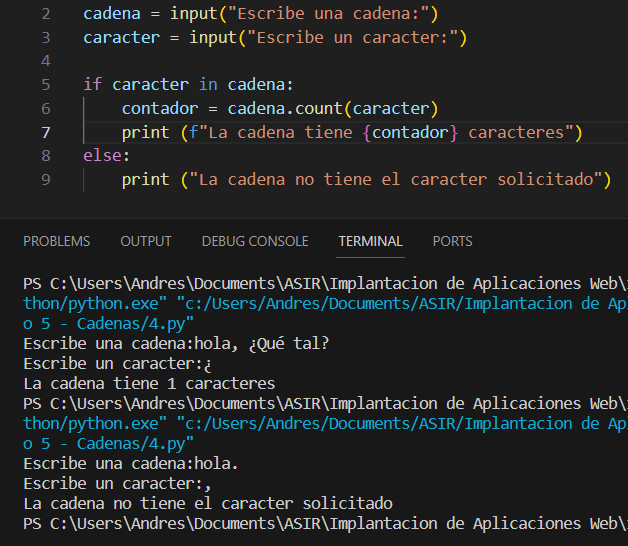 2 cadena = input("Escribe una cadena:")
3 caracter = input("Escribe un caracter:")
4
5 if caracter in cadena:
6     contador = cadena.count(caracter)
7     print (f"La cadena tiene {contador} caracteres")
8 else:
9     print ("La cadena no tiene el caracter solicitado")
PROBLEMS OUTPUT DEBUG CONSOLE TERMINAL PORTS
PS C:\Users\Andres\Documents\ASIR\Implantacion de Aplicaciones Web\
thon/python.exe" "c:/Users/Andres/Documents/ASIR/Implantacion de Ap
o 5 - Cadenas/4.py"
Escribe una cadena:hola, ¿Qué tal?
Escribe un caracter:¿
La cadena tiene 1 caracteres
PS C:\Users\Andres\Documents\ASIR\Implantacion de Aplicaciones Web\
thon/python.exe" "c:/Users/Andres/Documents/ASIR/Implantacion de Ap
o 5 - Cadenas/4.py"
Escribe una cadena:hola.
Escribe un caracter:,
La cadena no tiene el caracter solicitado
PS C:\Users\Andres\Documents\ASIR\Implantacion de Aplicaciones Web\